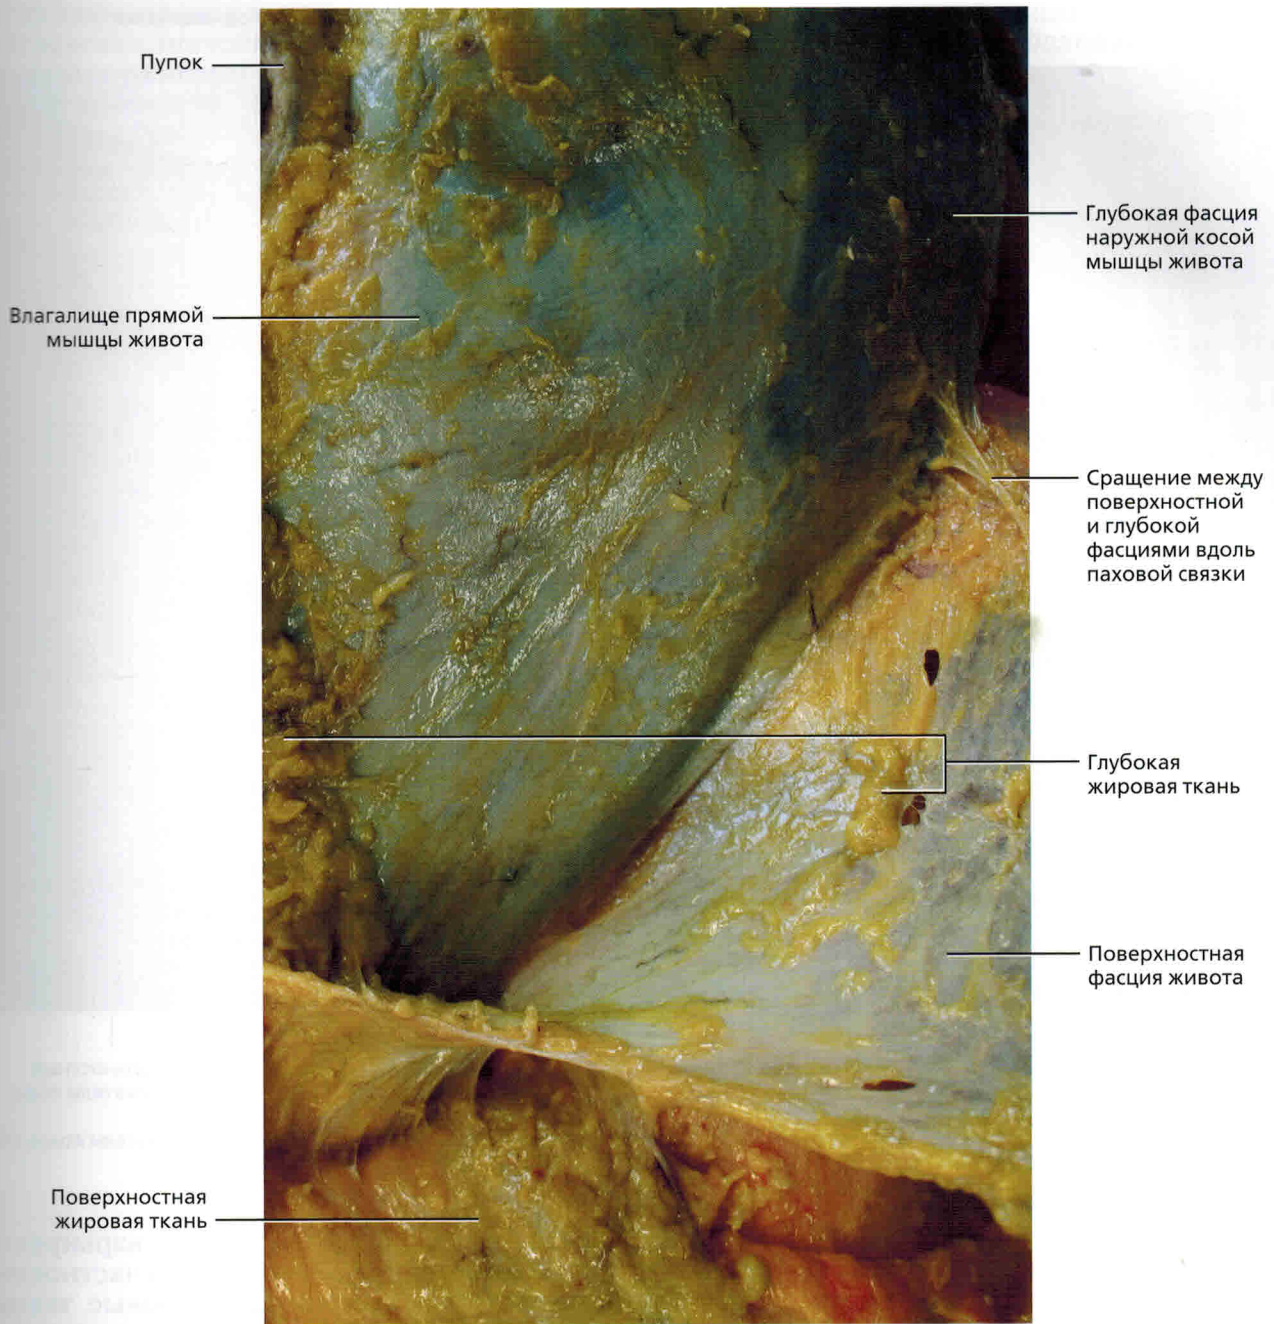 Пупок
Влагалище прямой
мышцы живота
Поверхностная
жировая ткань
Глубокая фасция
наружной косой
мышцы живота
Сращение между
поверхностной
и глубокой
фасциями вдоль
паховой связки
Глубокая
жировая ткань
Поверхностная
фасция живота